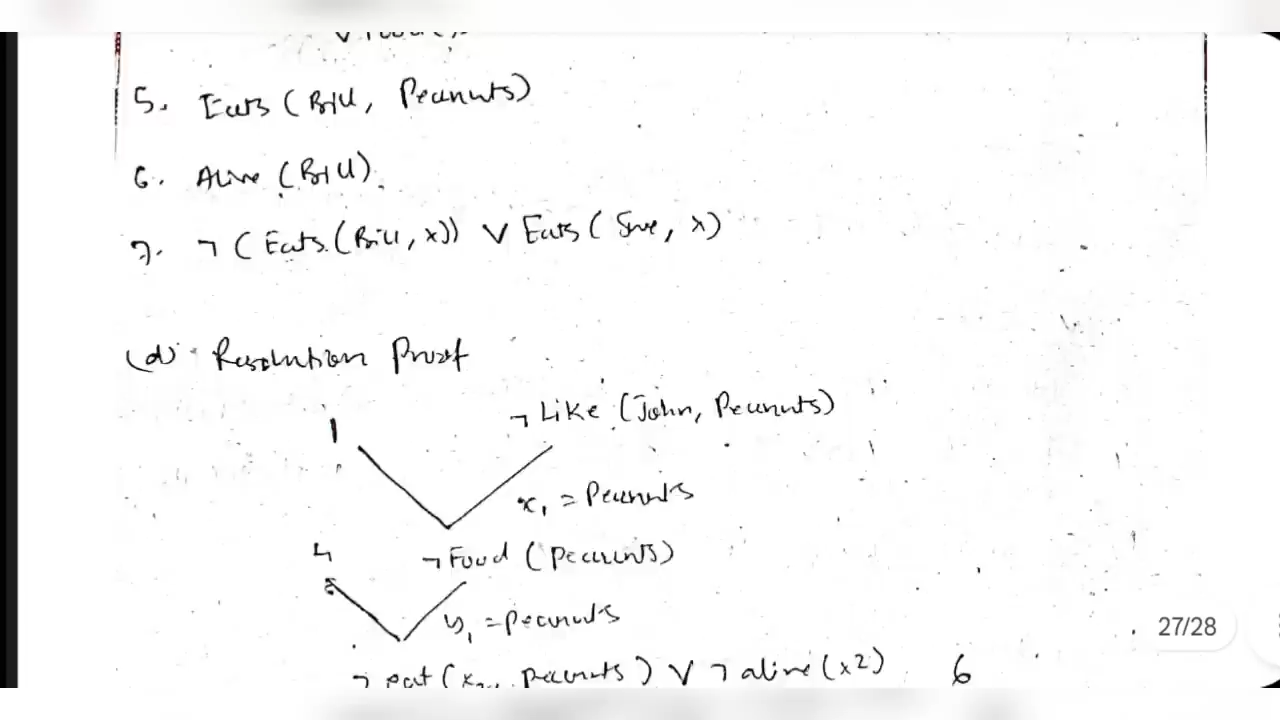 5. Eats (Bill, Peanuts)
6. Alive (Bill).
7. ¬ (Eats (Bill, x)) ∨ Eats (Sue, x)
(d) Resolution Proof
1 ¬ Like (John, Peanuts)
x₁ = Peanuts
4 ¬ Food (Peanuts)
y₁ = peanuts
¬ eat (x₂, peanuts) ∨ ¬ alive (x2) 6
27/28